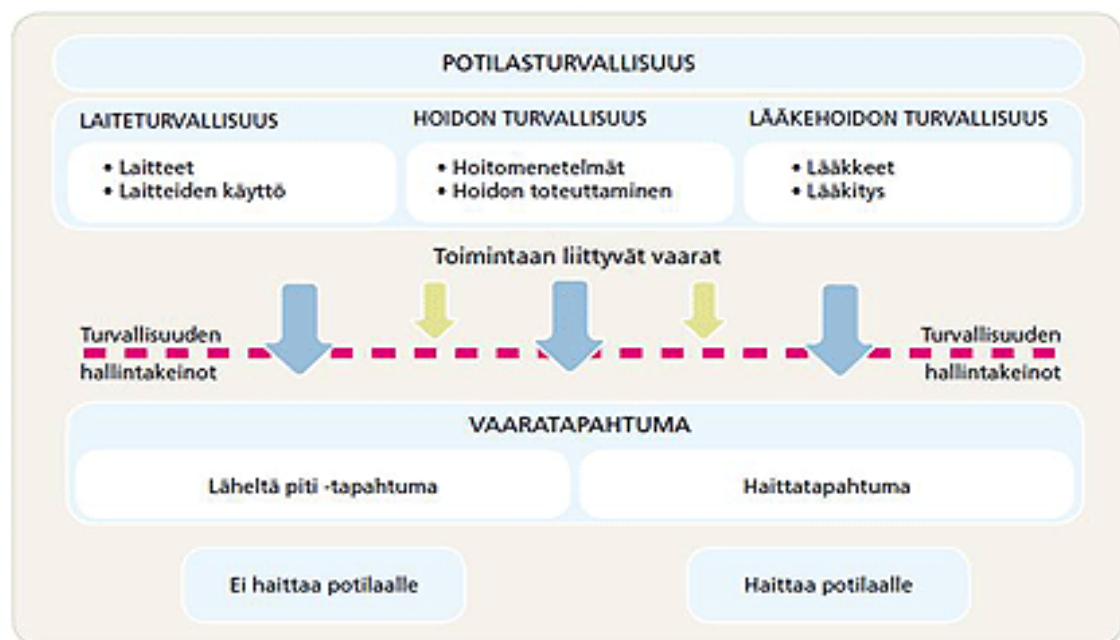 POTILASTURVALLISUUS
LAITETURVALLISUUS
• Laitteet
• Laitteiden käyttö
HOIDON TURVALLISUUS
• Hoitomenetelmät
• Hoidon toteuttaminen
LÄÄKEHOIDON TURVALLISUUS
• Lääkkeet
• Lääkitys
Toimintaan liittyvät vaarat
Turvallisuuden
hallintakeinot
Turvallisuuden
hallintakeinot
VAARATAPAHTUMA
Läheltä piti -tapahtuma
Haittatapahtuma
Ei haittaa potilaalle
Haittaa potilaalle